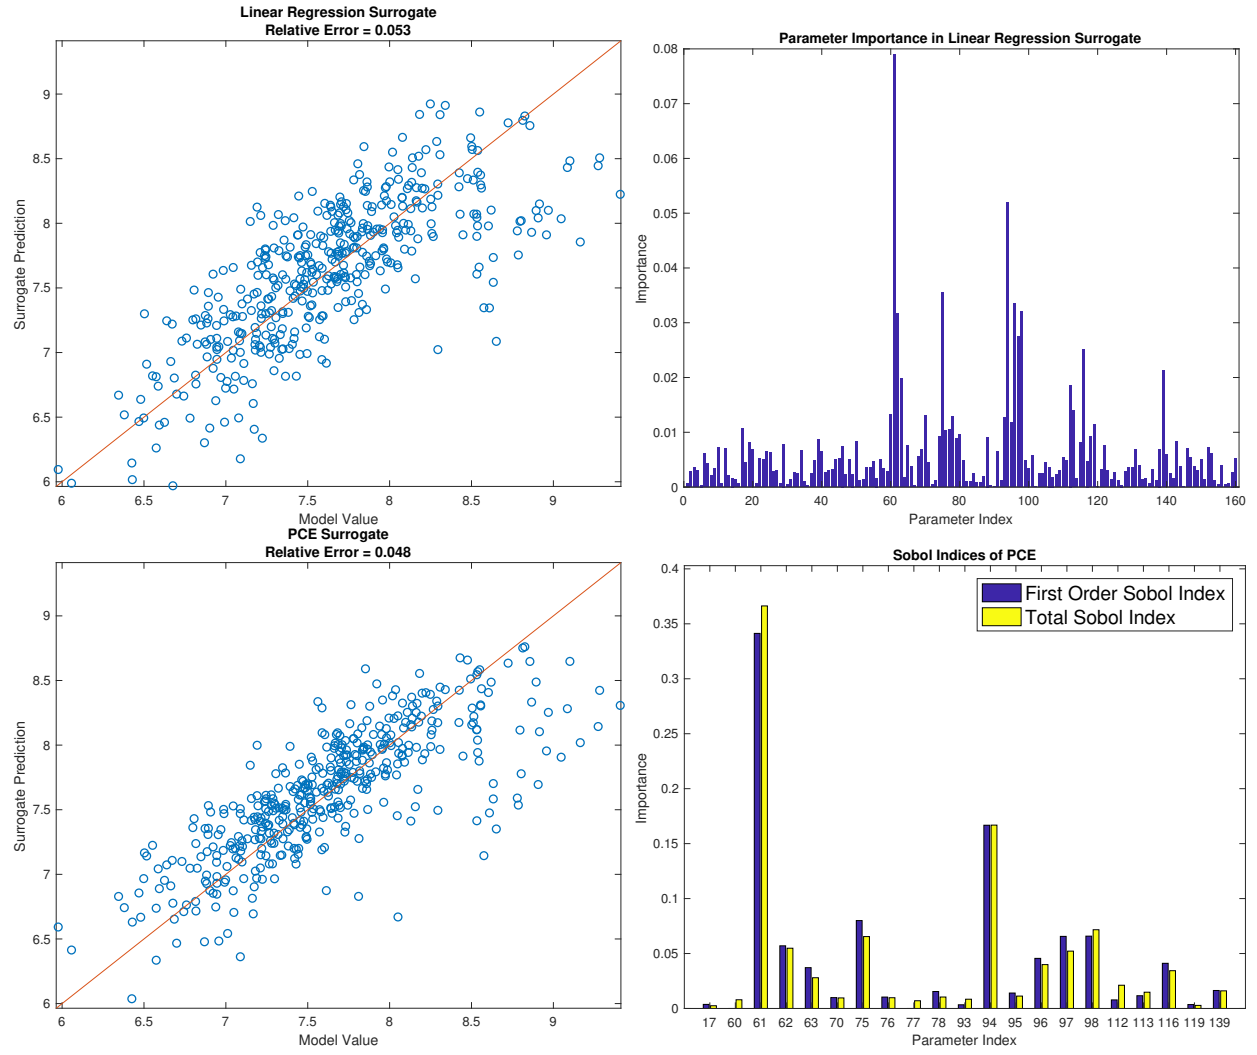 Linear Regression Surrogate
Relative Error = 0.053
9
8.5
8
7.5
7
6.5
6
Surrogate Prediction
6 6.5 7 7.5 8 8.5 9
Model Value
Parameter Importance in Linear Regression Surrogate
0.08
0.07
0.06
0.05
0.04
0.03
0.02
0.01
0
Importance
0 20 40 60 80 100 120 140 160
Parameter Index
PCE Surrogate
Relative Error = 0.048
9
8.5
8
7.5
7
6.5
6
Surrogate Prediction
6 6.5 7 7.5 8 8.5 9
Model Value
Sobol Indices of PCE
First Order Sobol Index
Total Sobol Index
0.4
0.35
0.3
0.25
0.2
0.15
0.1
0.05
0
Importance
17 60 61 62 63 70 75 76 77 78 93 94 95 96 97 98 112 113 116 119 139
Parameter Index